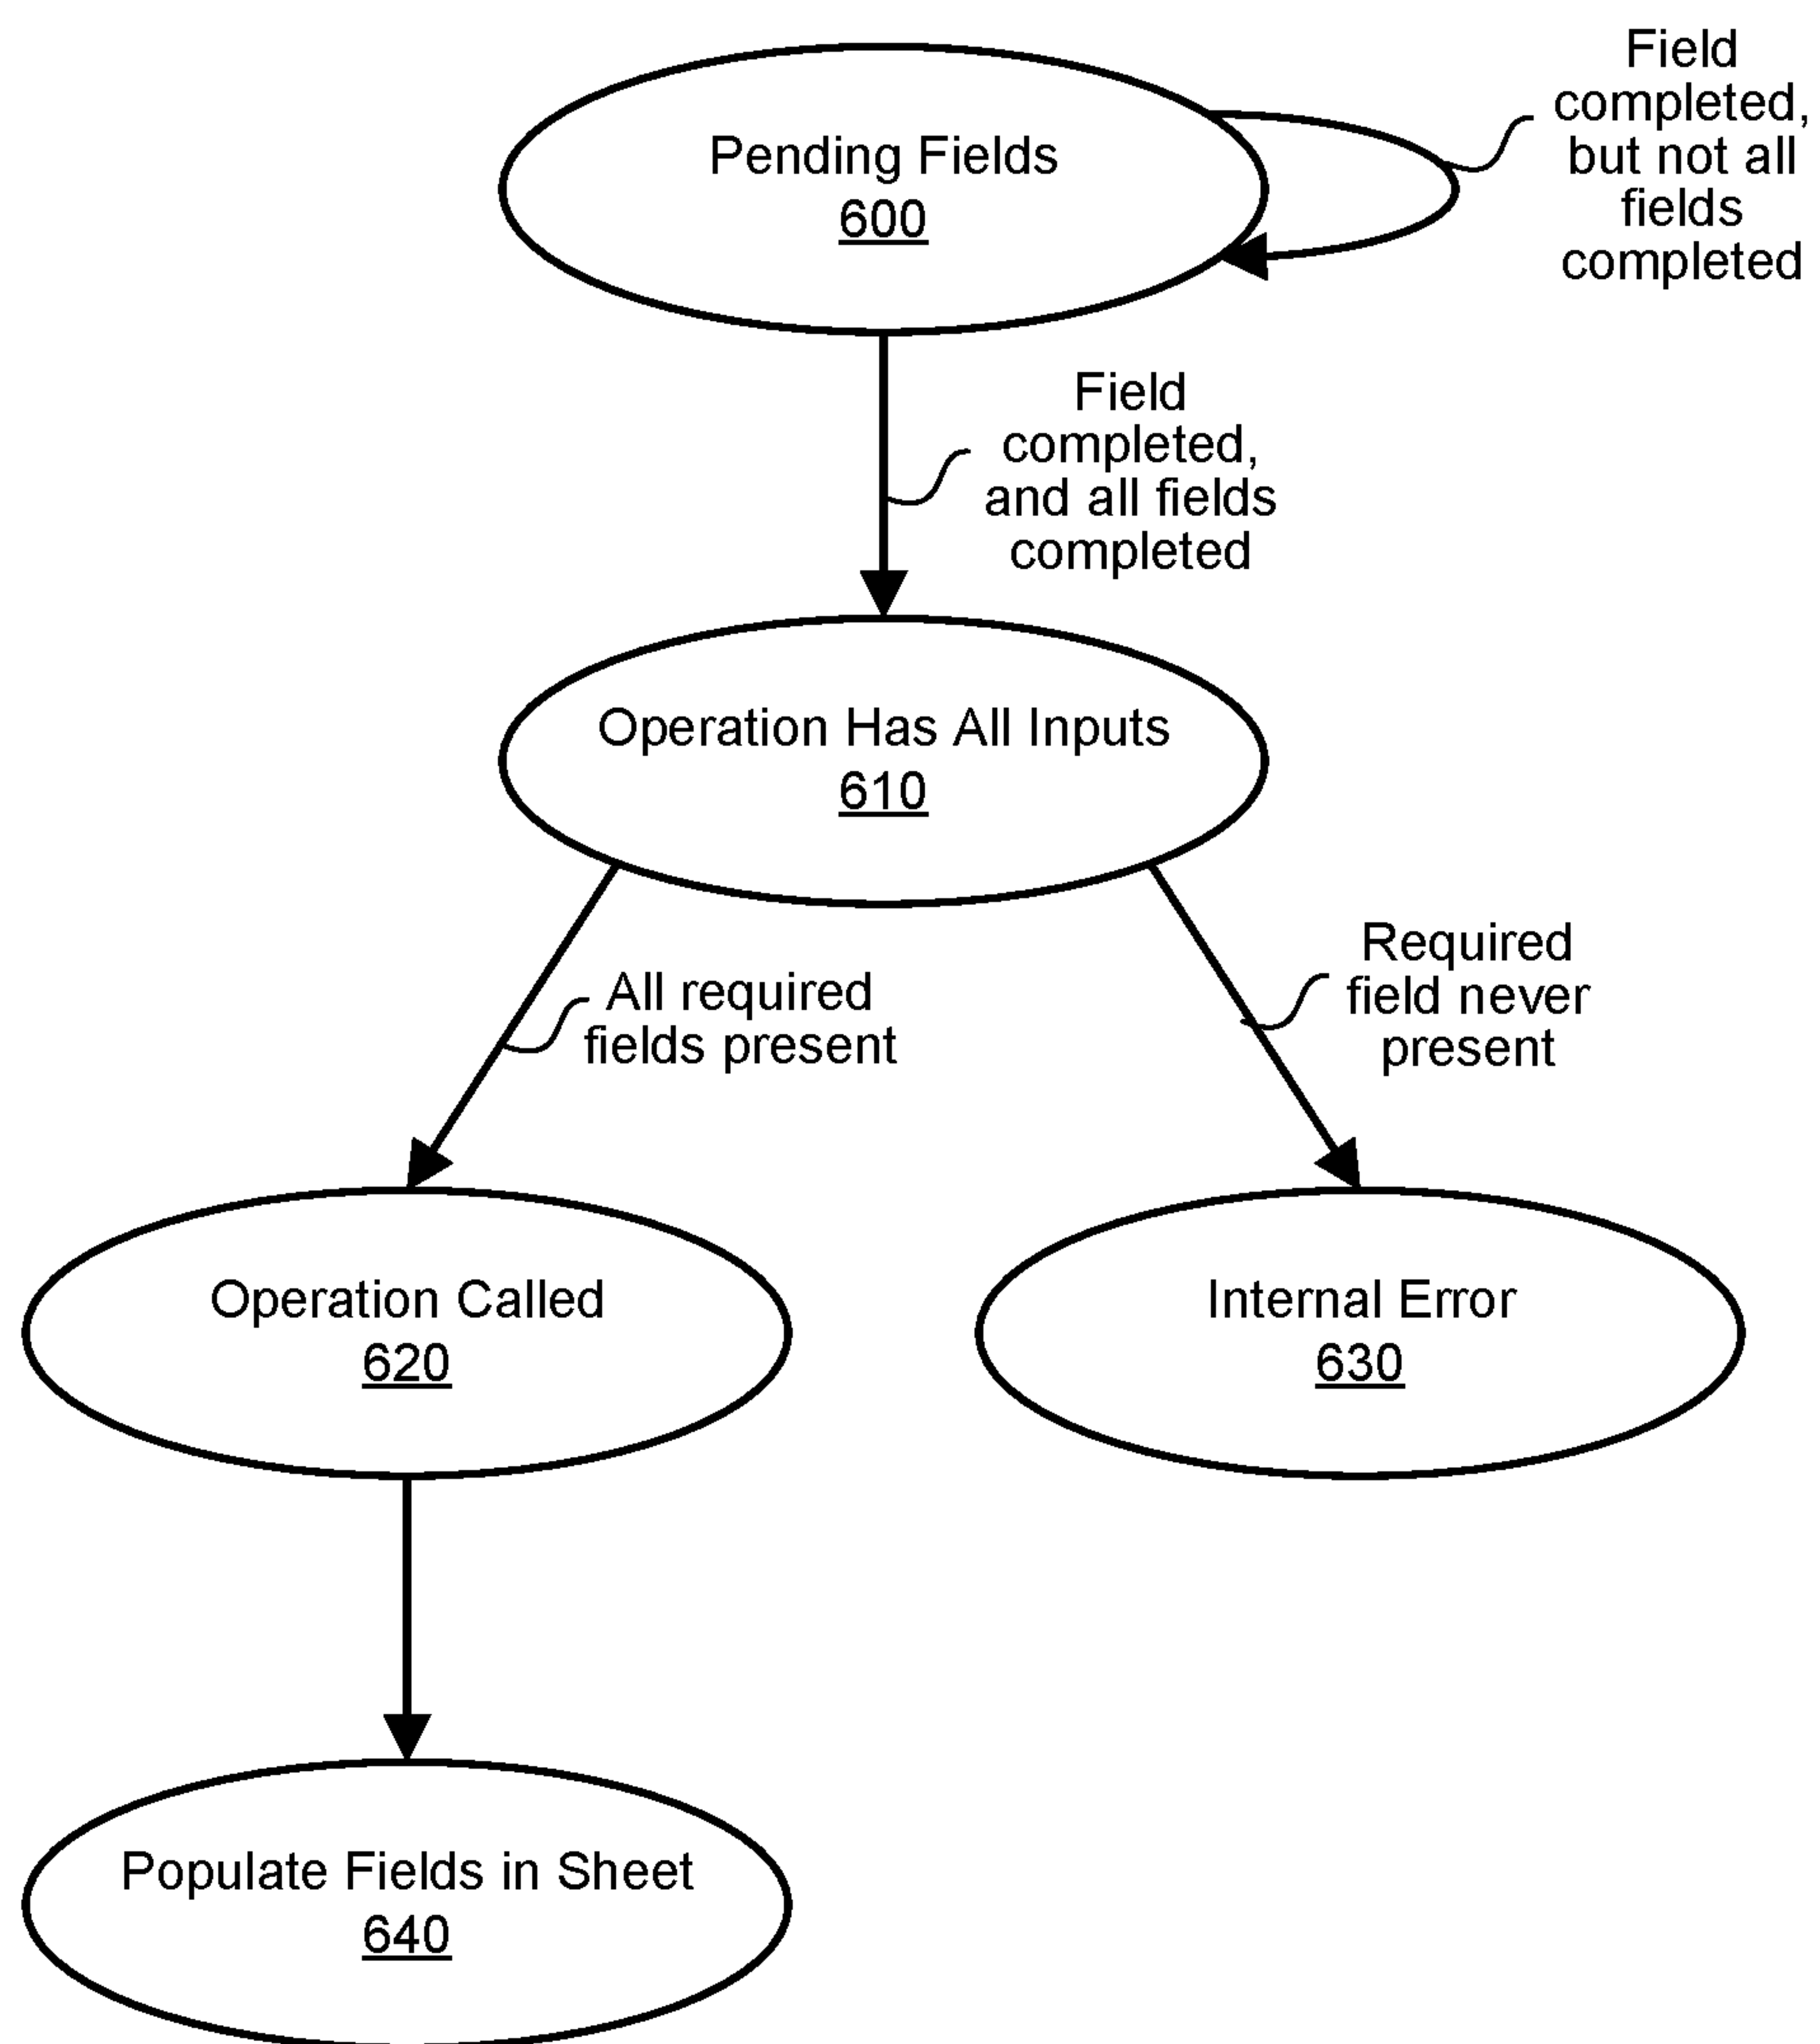 Pending Fields
600
Field
completed,
but not all
fields
completed
Field
completed,
and all fields
completed
Operation Has All Inputs
610
All required
fields present
Required
field never
present
Operation Called
620
Internal Error
630
Populate Fields in Sheet
640